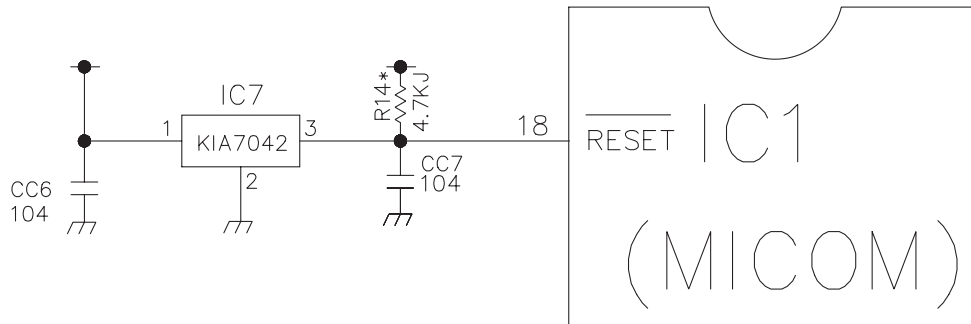 IC7
1
KIA7042
3
2
CC6
104
R14*
4.7KJ
CC7
104
18
RESET
IC1
(MICOM)